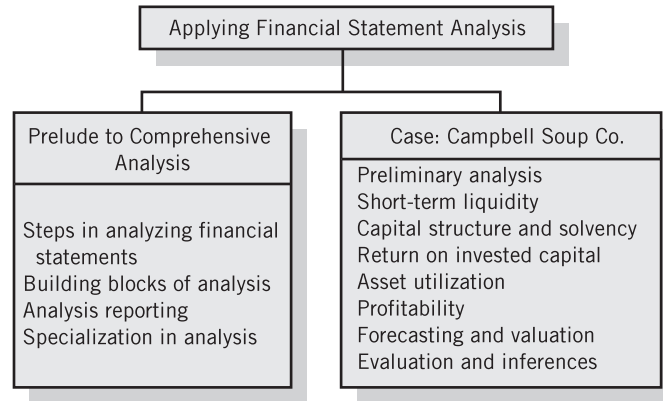 Applying Financial Statement Analysis
Prelude to Comprehensive
Analysis
Steps in analyzing financial
statements
Building blocks of analysis
Analysis reporting
Specialization in analysis
Case: Campbell Soup Co.
Preliminary analysis
Short-term liquidity
Capital structure and solvency
Return on invested capital
Asset utilization
Profitability
Forecasting and valuation
Evaluation and inferences